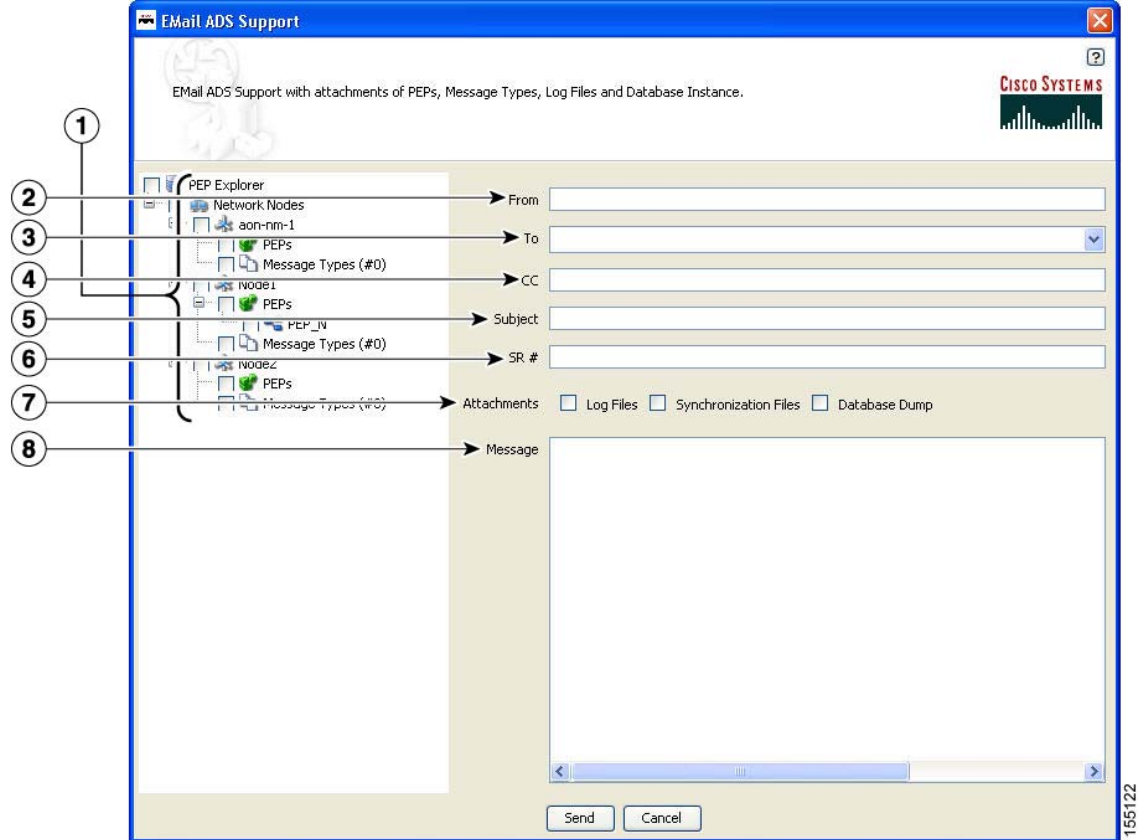 EMail ADS Support
?
EMail ADS Support with attachments of PEPs, Message Types, Log Files and Database Instance.
CISCO SYSTEMS
1
PEP Explorer
Network Nodes
aon-nm-1
PEPs
Message Types (#0)
Node1
PEPs
PEP_N
Message Types (#0)
Node2
PEPs
Message Types (#0)
2
From
3
To
4
CC
5
Subject
6
SR #
7
Attachments Log Files Synchronization Files Database Dump
8
Message
Send Cancel
155122